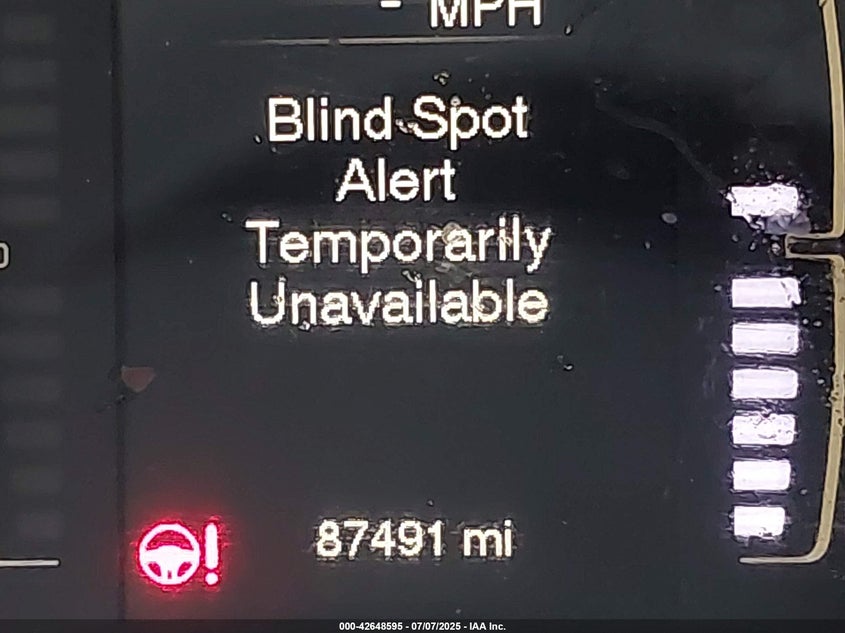 MPH
Blind Spot
Alert
Temporarily
Unavailable
87491 mi
000-42648595 - 07/07/2025 - IAA Inc.